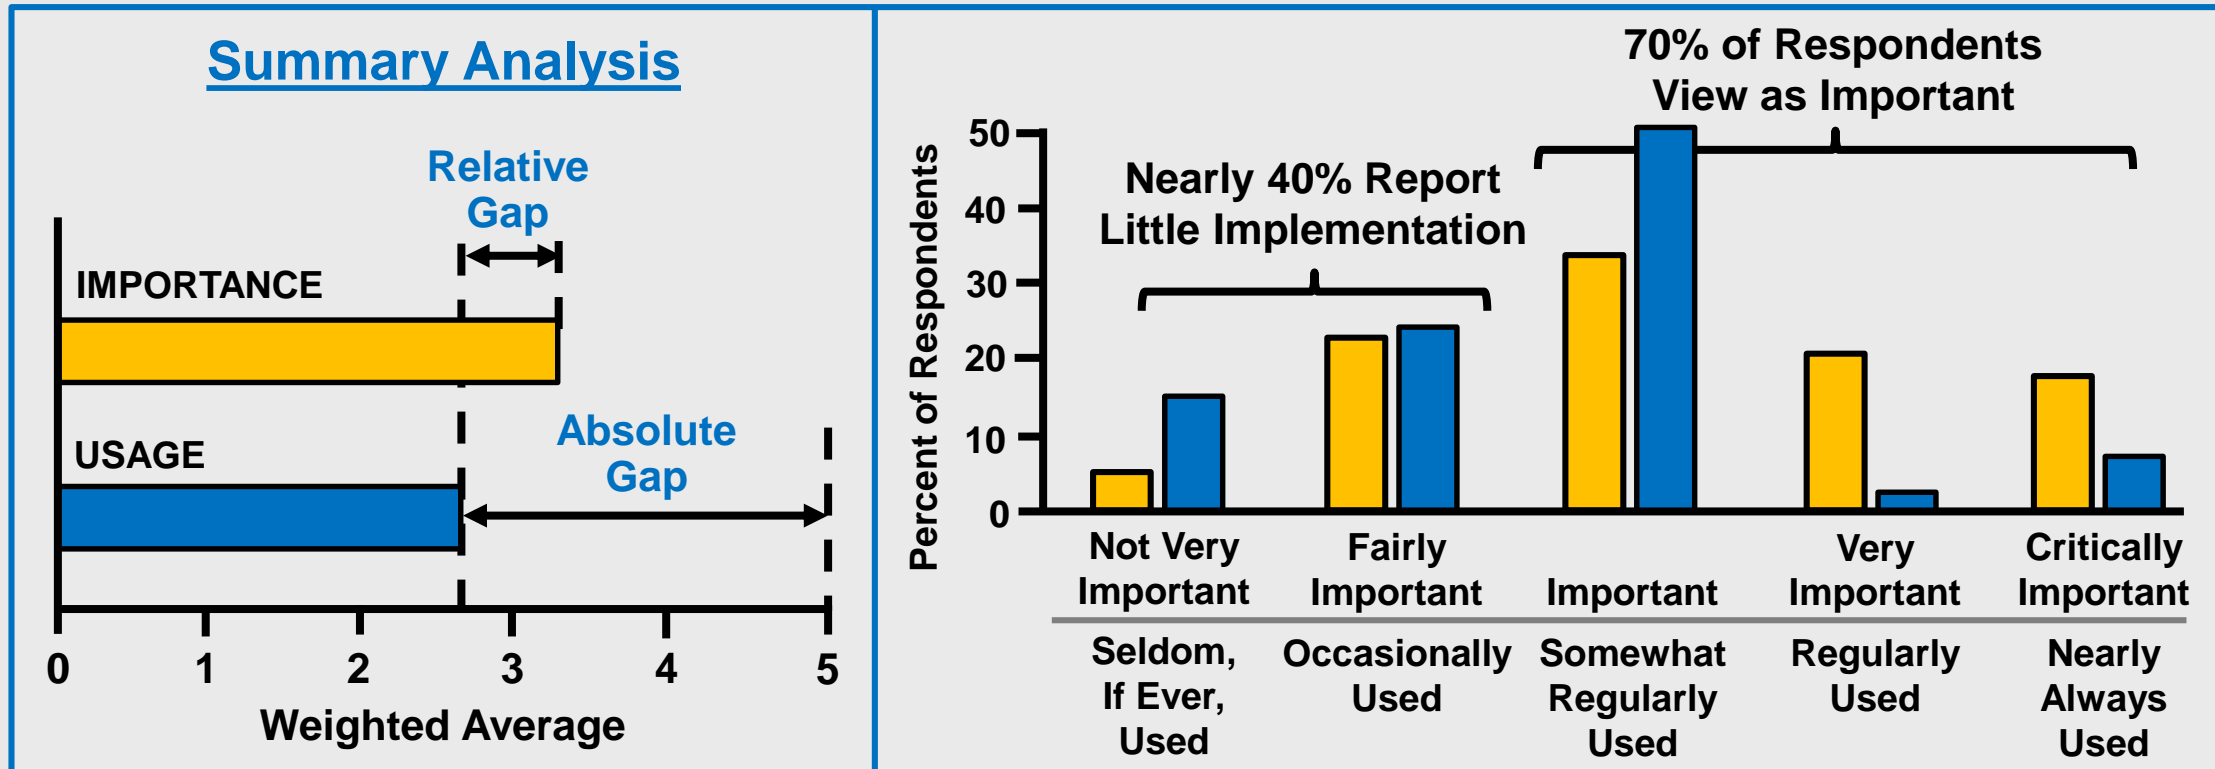 Summary Analysis
Relative
Gap
IMPORTANCE
USAGE
Absolute
Gap
0 1 2 3 4 5
Weighted Average
70% of Respondents
View as Important
Nearly 40% Report
Little Implementation
Percent of Respondents
50
40
30
20
10
0
Not Very
Important
Fairly
Important
Important
Very
Important
Critically
Important
Seldom,
If Ever,
Used
Occasionally
Used
Somewhat
Regularly
Used
Regularly
Used
Nearly
Always
Used